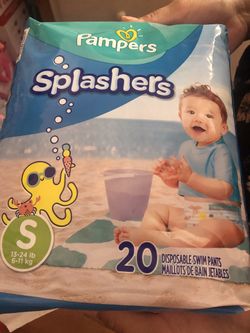 Pampers
Splashers
S
13-24 lb
6-11 kg
20
DISPOSABLE SWIM PANTS
MAILLOTS DE BAIN JETABLES